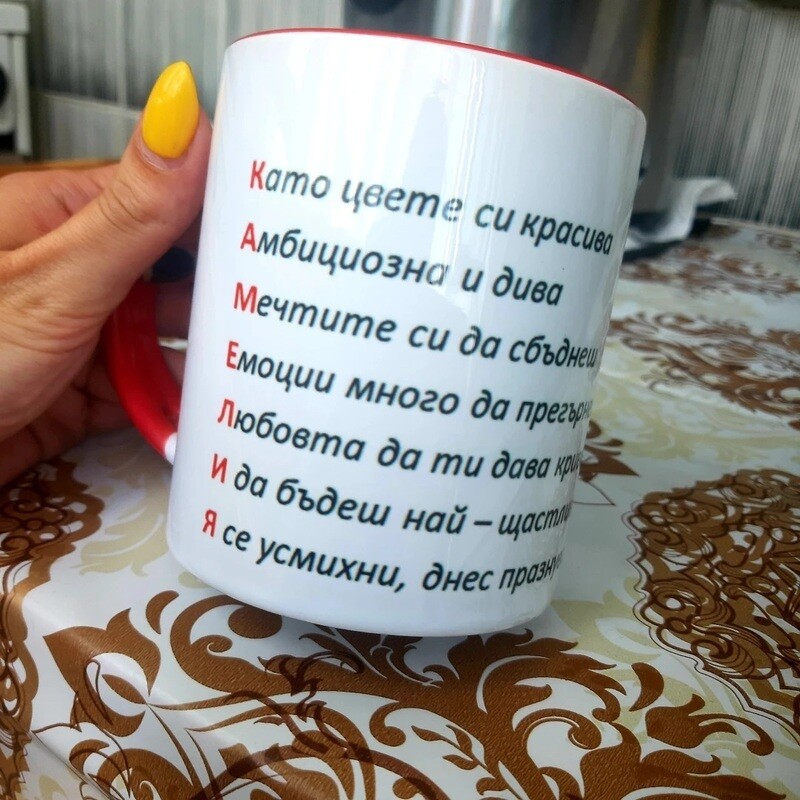 Като цвете си красива
Амбициозна и дива
Мечтите си да сбъднеш
Емоции много да
Любовта да ти дава
И да бъдеш най –
Я се усмихни, днес